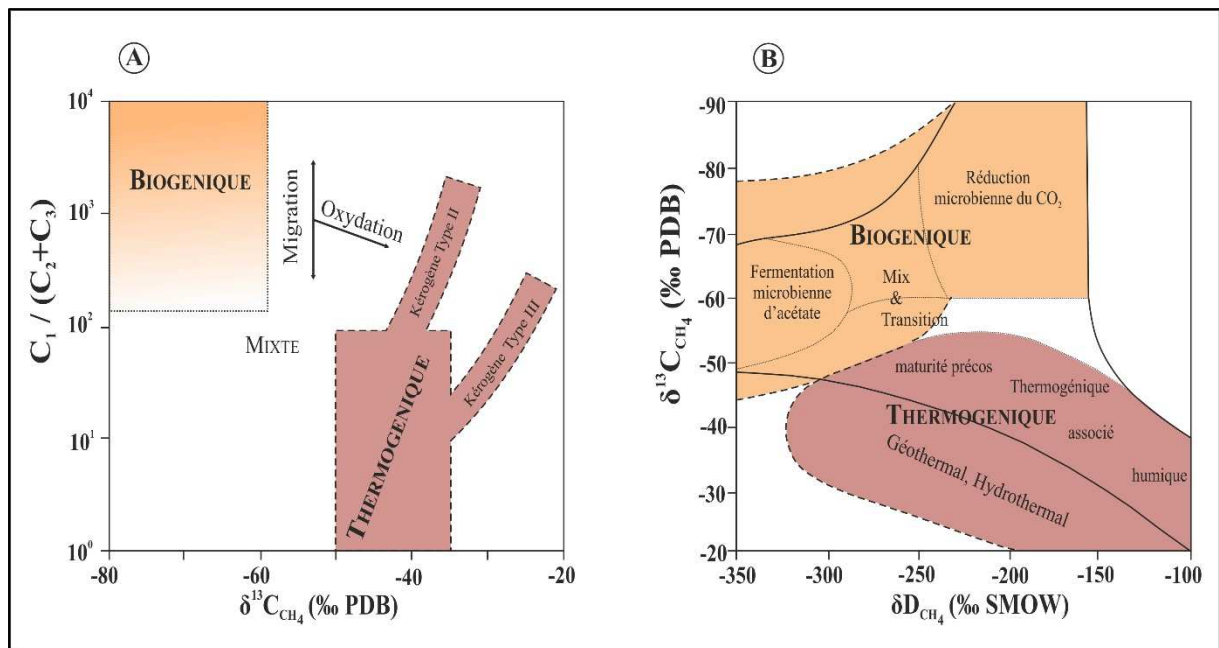 A
10⁴
10³
10²
10¹
10⁰
C₁ / (C₂+C₃)
BIOGENIQUE
Migration
Oxydation
Kérogène Type II
Kérogène Type III
MIXTE
THERMOGENIQUE
-80
-60
-40
-20
δ¹³C_CH₄ (‰ PDB)
B
-90
-80
-70
-60
-50
-40
-30
-20
δ¹³C_CH₄ (‰ PDB)
Réduction
microbienne du CO₂
BIOGENIQUE
Fermentation
microbienne
d'acétate
Mix
&
Transition
maturité précos
Thermogénique
THERMOGENIQUE
associé
Géothermal, Hydrothermal
humique
-350
-300
-250
-200
-150
-100
δD_CH₄ (‰ SMOW)